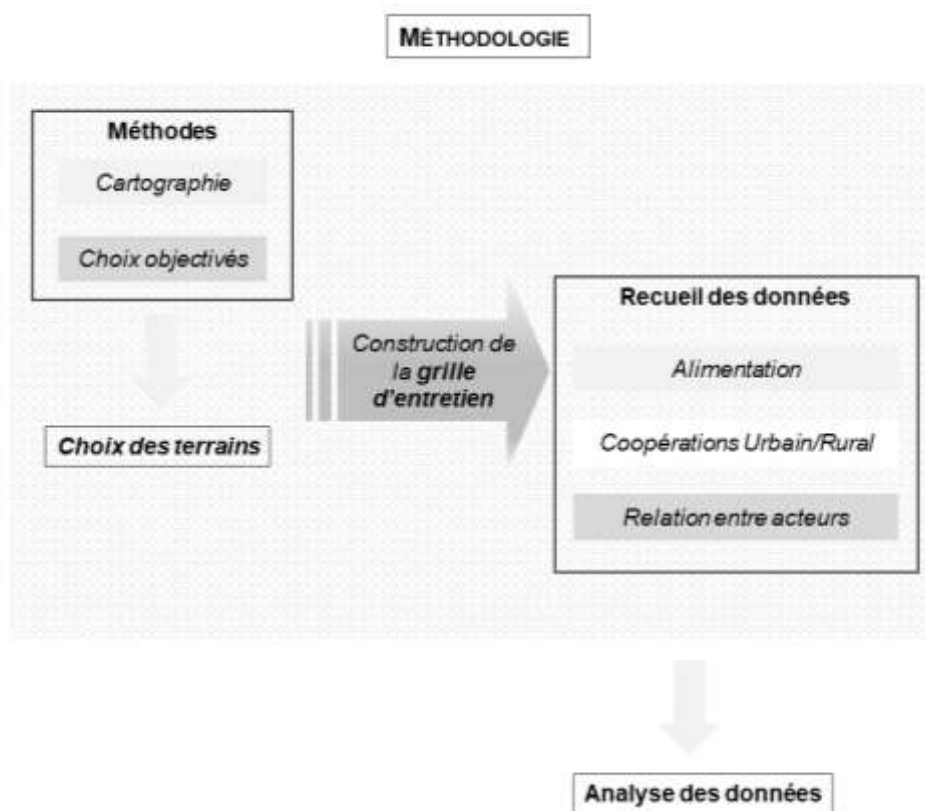 MÉTHODOLOGIE
Méthodes
Cartographie
Choix objectivés
Choix des terrains
Construction de
la grille
d'entretien
Recueil des données
Alimentation
Coopérations Urbain/Rural
Relation entre acteurs
Analyse des données